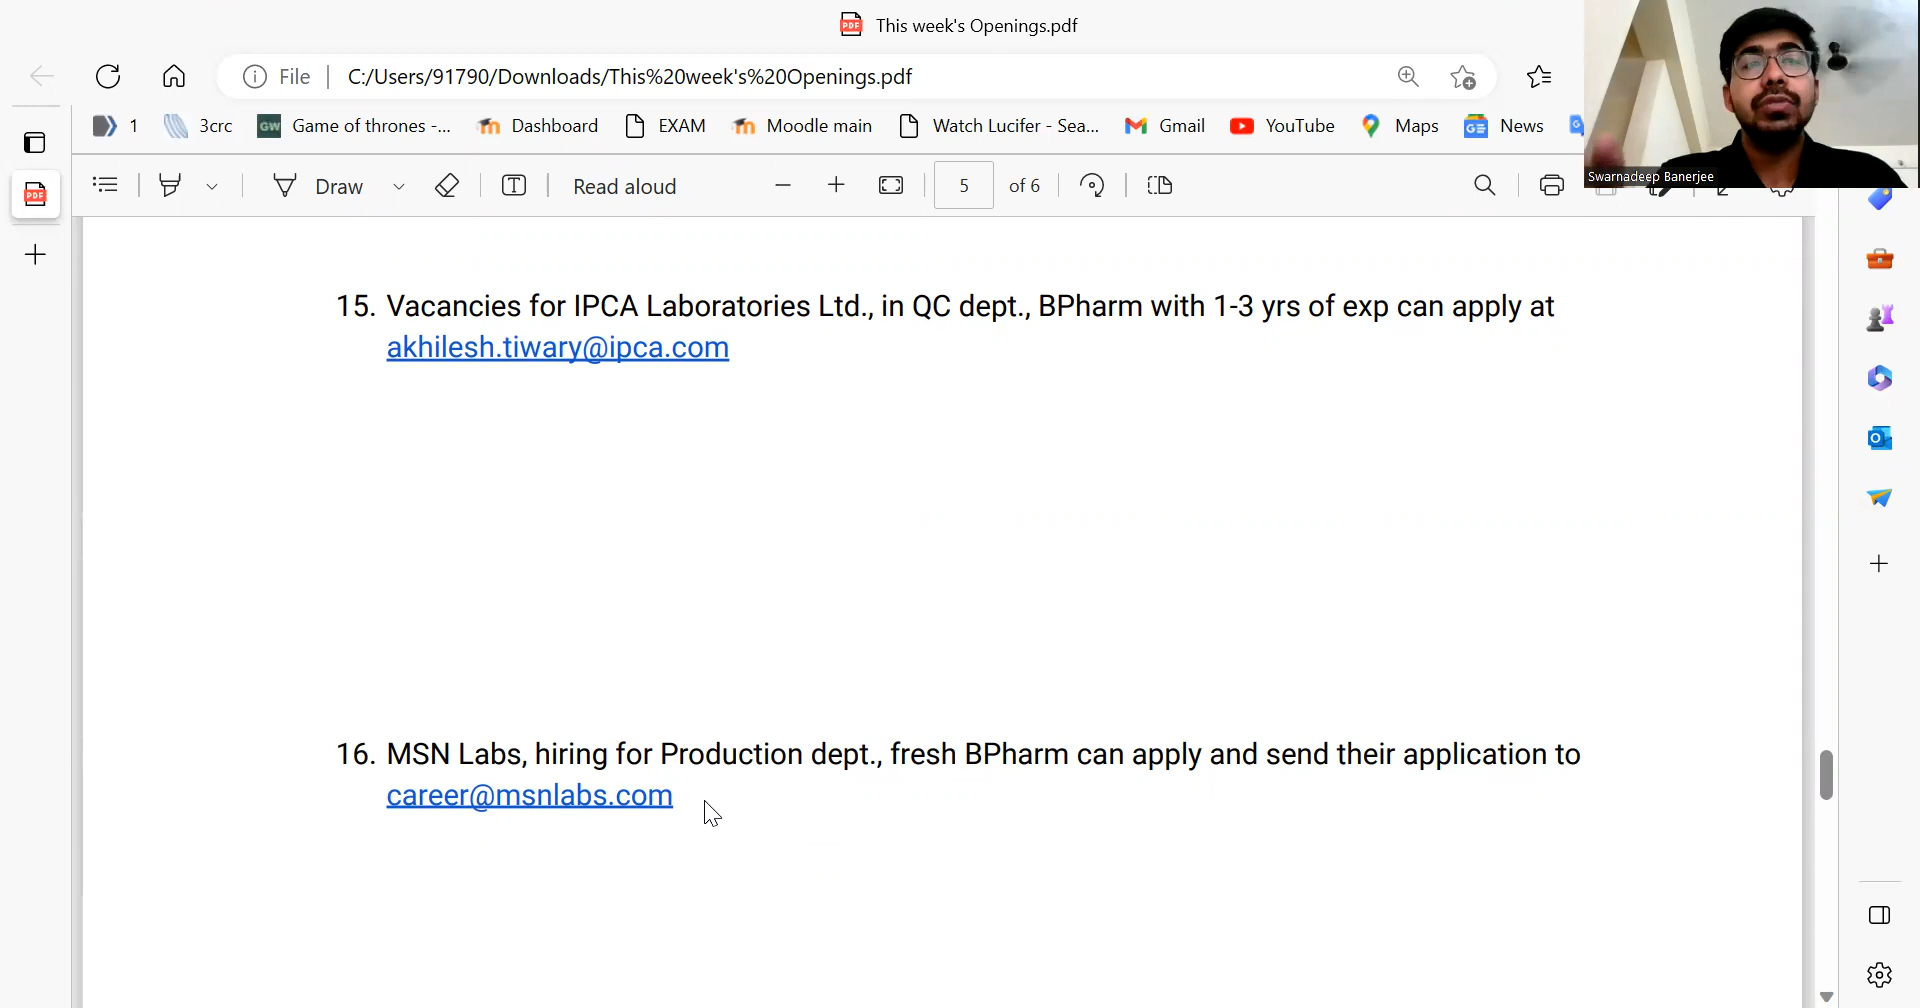 This week's Openings.pdf
File
C:/Users/91790/Downloads/This%20week's%20Openings.pdf
1
3crc
GW
Game of thrones -...
Dashboard
EXAM
Moodle main
Watch Lucifer - Sea...
Gmail
YouTube
Maps
News
Swarnadeep Banerjee
Draw
Read aloud
5
of 6
15. Vacancies for IPCA Laboratories Ltd., in QC dept., BPharm with 1-3 yrs of exp can apply at
akhilesh.tiwary@ipca.com
16. MSN Labs, hiring for Production dept., fresh BPharm can apply and send their application to
career@msnlabs.com